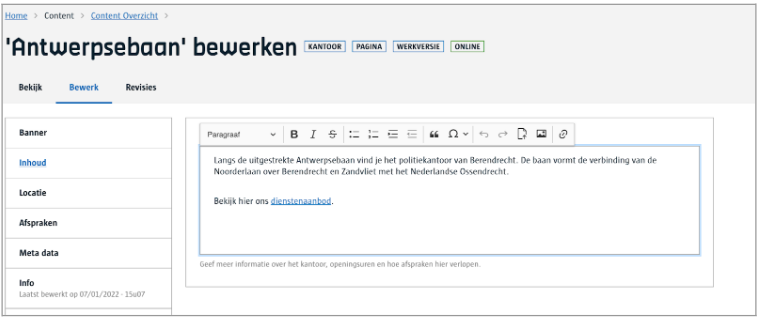 Home > Content > Content Overzicht >
'Antwerpsebaan' bewerken KANTOOR PAGINA WERKVERSIE ONLINE
Bekijk Bewerk Revisies
Banner
Inhoud
Locatie
Afspraken
Meta data
Info
Laatst bewerkt op 07/01/2022 - 15u07
Paragraaf B I S Ω
Langs de uitgestrekte Antwerpsebaan vind je het politiekantoor van Berendrecht. De baan vormt de verbinding van de
Noorderlaan over Berendrecht en Zandvliet met het Nederlandse Ossendrecht.
Bekijk hier ons dienstenaanbod.
Geef meer informatie over het kantoor, openingsuren en hoe afspraken hier verlopen.